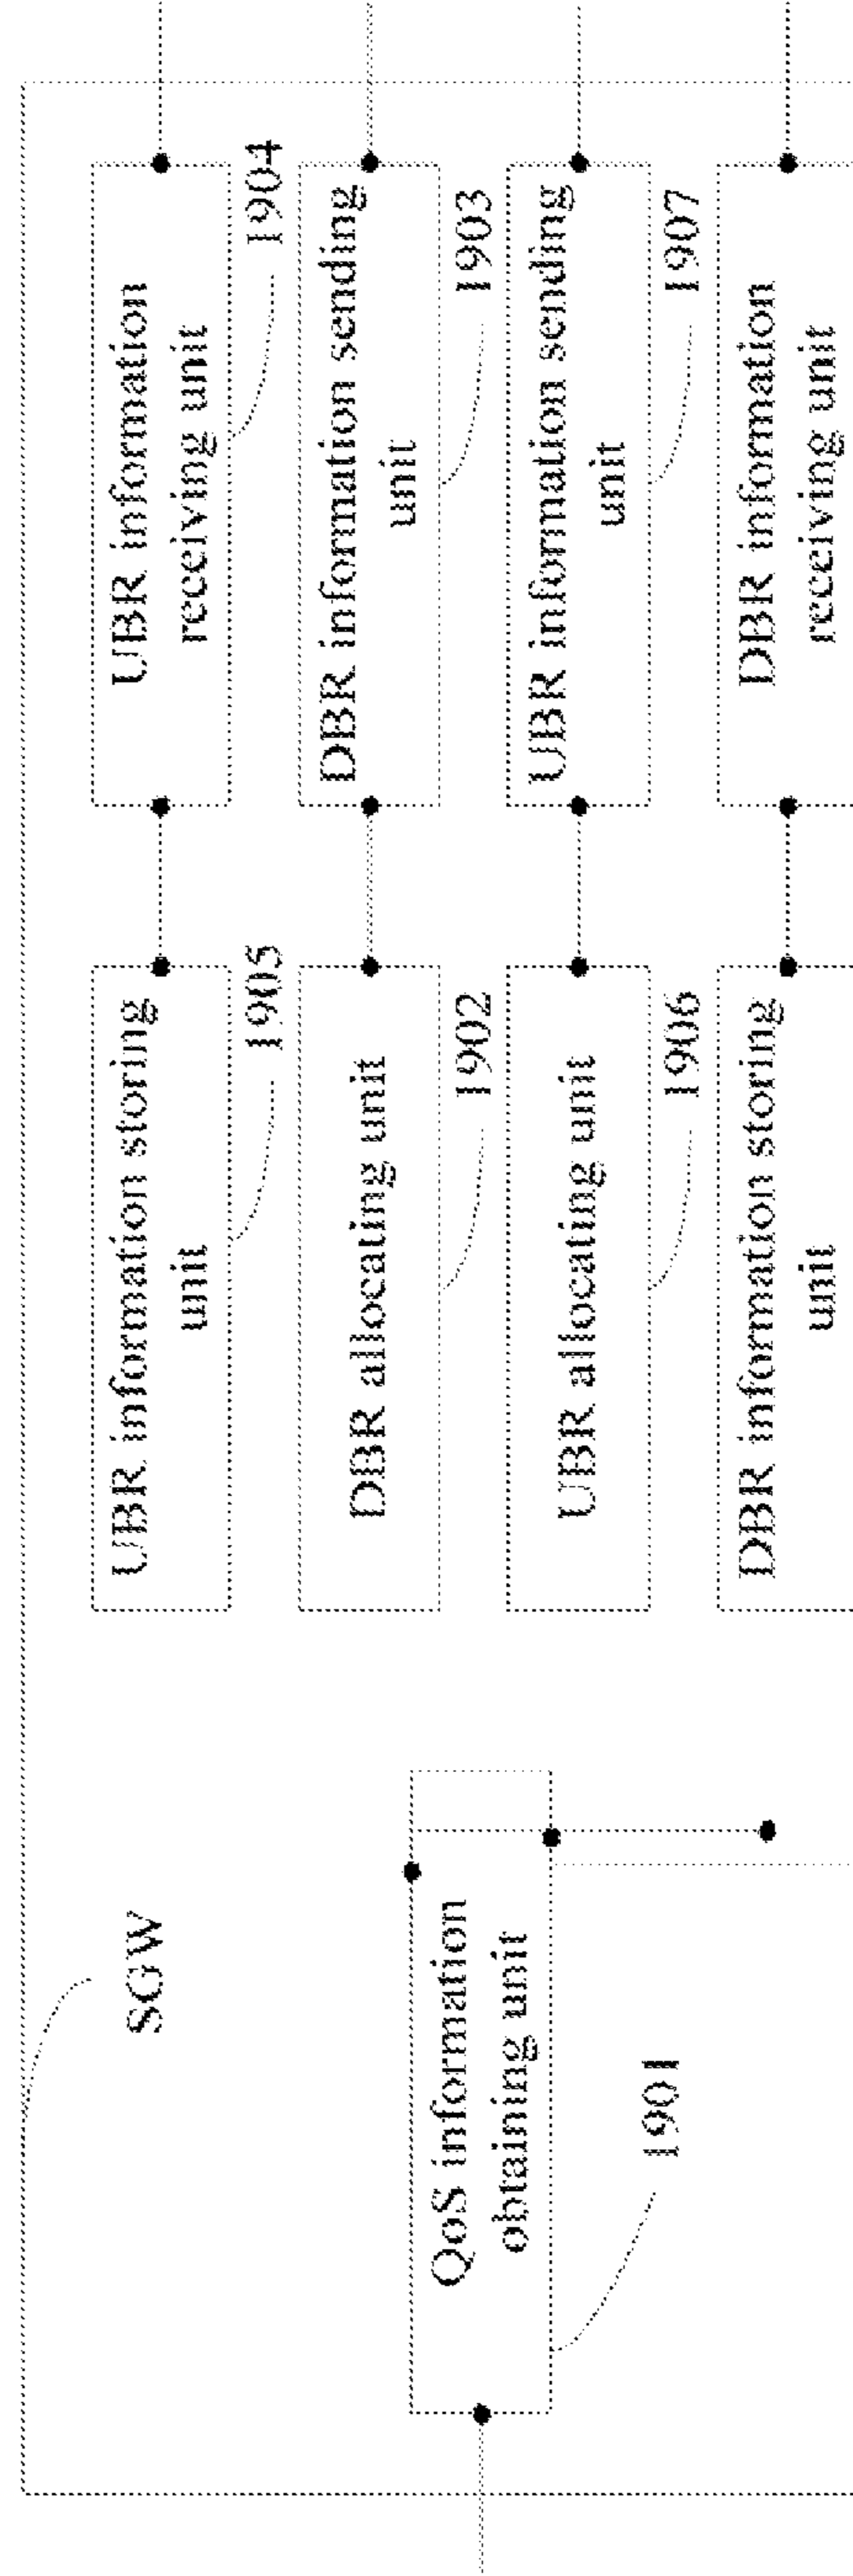 SGW
QoS information
obtaining unit
1901
UBR information storing
unit
1905
UBR information
receiving unit
1904
DBR allocating unit
1902
DBR information sending
unit
1903
UBR allocating unit
1906
UBR information sending
unit
1907
DBR information storing
unit
DBR information
receiving unit